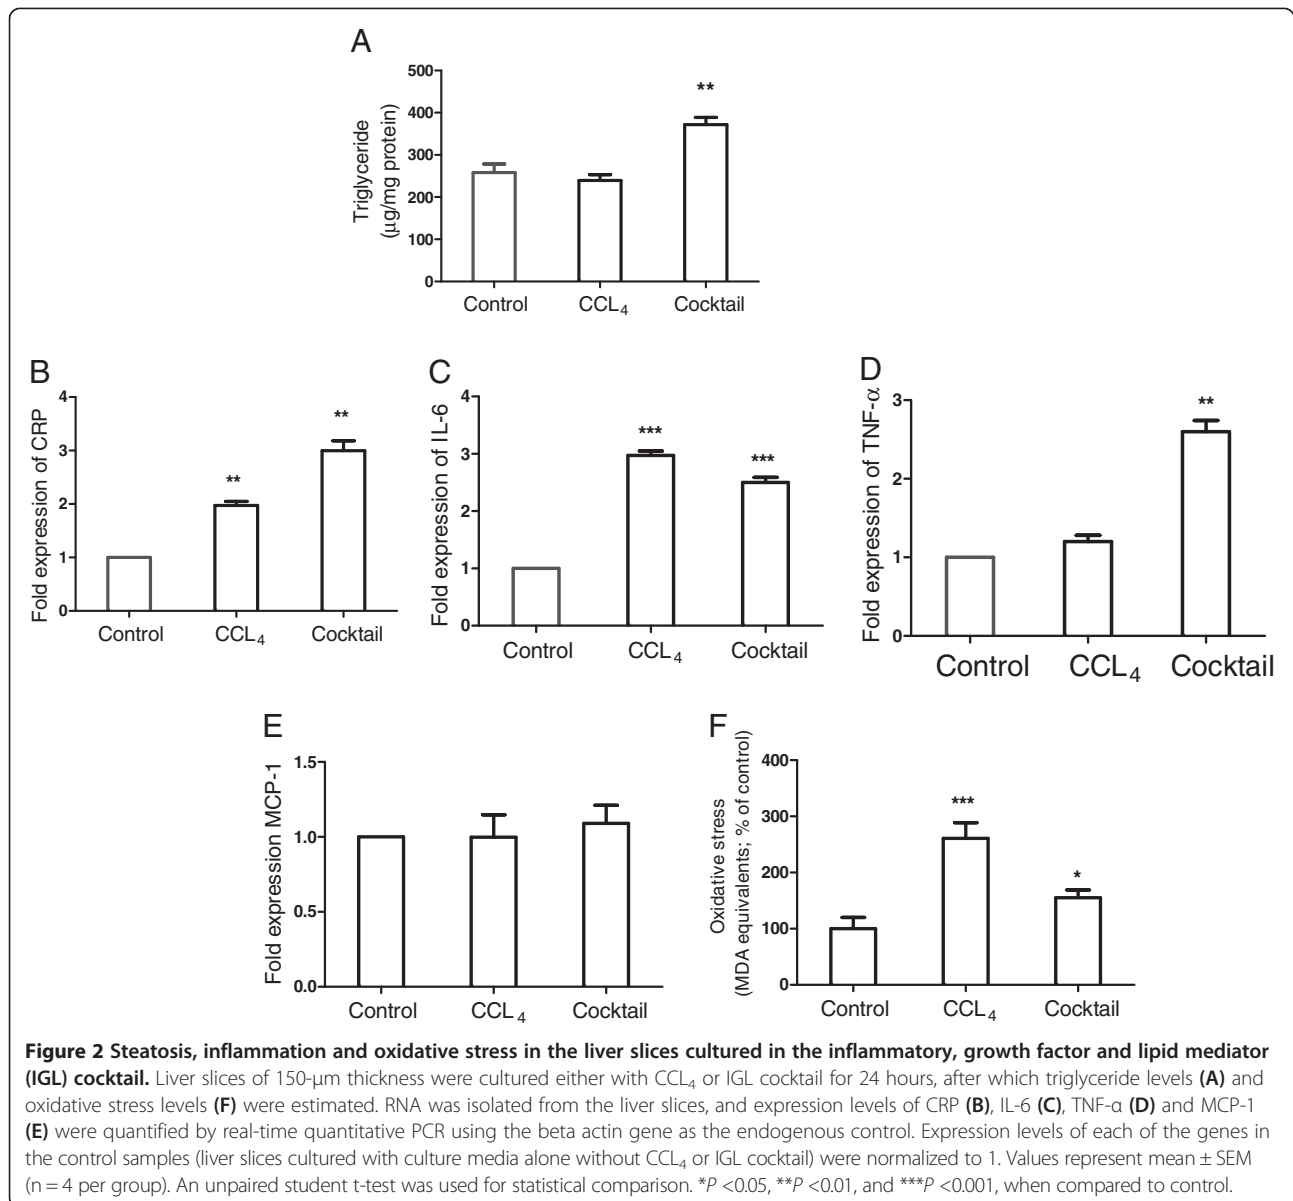 A
500
400
300
200
100
0
Triglyceride
(µg/mg protein)
**
Control
CCL4
Cocktail
B
4
3
2
1
0
Fold expression of CRP
**
**
Control
CCL4
Cocktail
C
4
3
2
1
0
Fold expression of IL-6
***
***
Control
CCL4
Cocktail
D
3
2
1
0
Fold expression of TNF-α
**
Control
CCL4
Cocktail
E
1.5
1.0
0.5
0.0
Fold expression MCP-1
Control
CCL4
Cocktail
F
400
300
200
100
0
Oxidative stress
(MDA equivalents; % of control)
***
*
Control
CCL4
Cocktail
Figure 2 Steatosis, inflammation and oxidative stress in the liver slices cultured in the inflammatory, growth factor and lipid mediator
(IGL) cocktail. Liver slices of 150-µm thickness were cultured either with CCL4 or IGL cocktail for 24 hours, after which triglyceride levels (A) and
oxidative stress levels (F) were estimated. RNA was isolated from the liver slices, and expression levels of CRP (B), IL-6 (C), TNF-α (D) and MCP-1
(E) were quantified by real-time quantitative PCR using the beta actin gene as the endogenous control. Expression levels of each of the genes in
the control samples (liver slices cultured with culture media alone without CCL4 or IGL cocktail) were normalized to 1. Values represent mean ± SEM
(n = 4 per group). An unpaired student t-test was used for statistical comparison. *P <0.05, **P <0.01, and ***P <0.001, when compared to control.